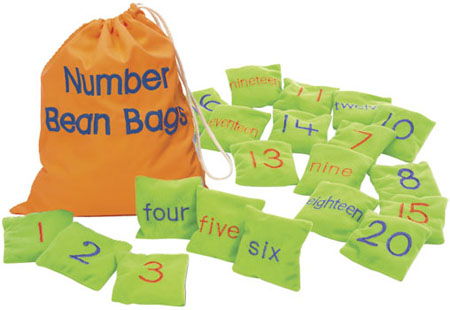 Number
Bean Bags
nineteen
11
twelve
6
seventeen
14
7
10
13
nine
8
eighteen
15
20
four
five
six
1
2
3